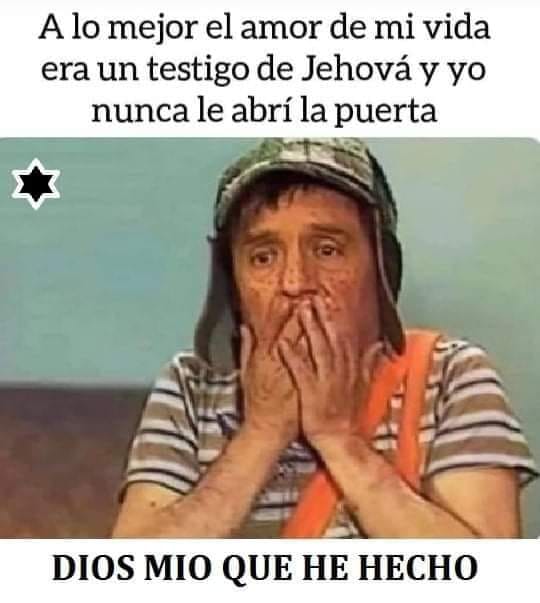 A lo mejor el amor de mi vida
era un testigo de Jehová y yo
nunca le abrí la puerta
DIOS MIO QUE HE HECHO